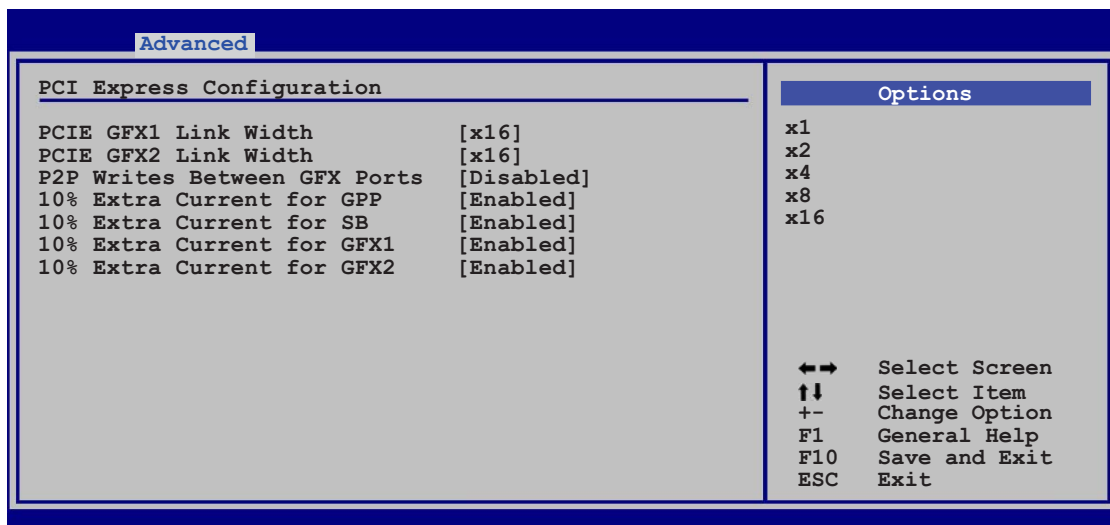 Advanced
PCI Express Configuration
PCIE GFX1 Link Width [x16]
PCIE GFX2 Link Width [x16]
P2P Writes Between GFX Ports [Disabled]
10% Extra Current for GPP [Enabled]
10% Extra Current for SB [Enabled]
10% Extra Current for GFX1 [Enabled]
10% Extra Current for GFX2 [Enabled]
Options
x1
x2
x4
x8
x16
←→ Select Screen
↑↓ Select Item
+- Change Option
F1 General Help
F10 Save and Exit
ESC Exit